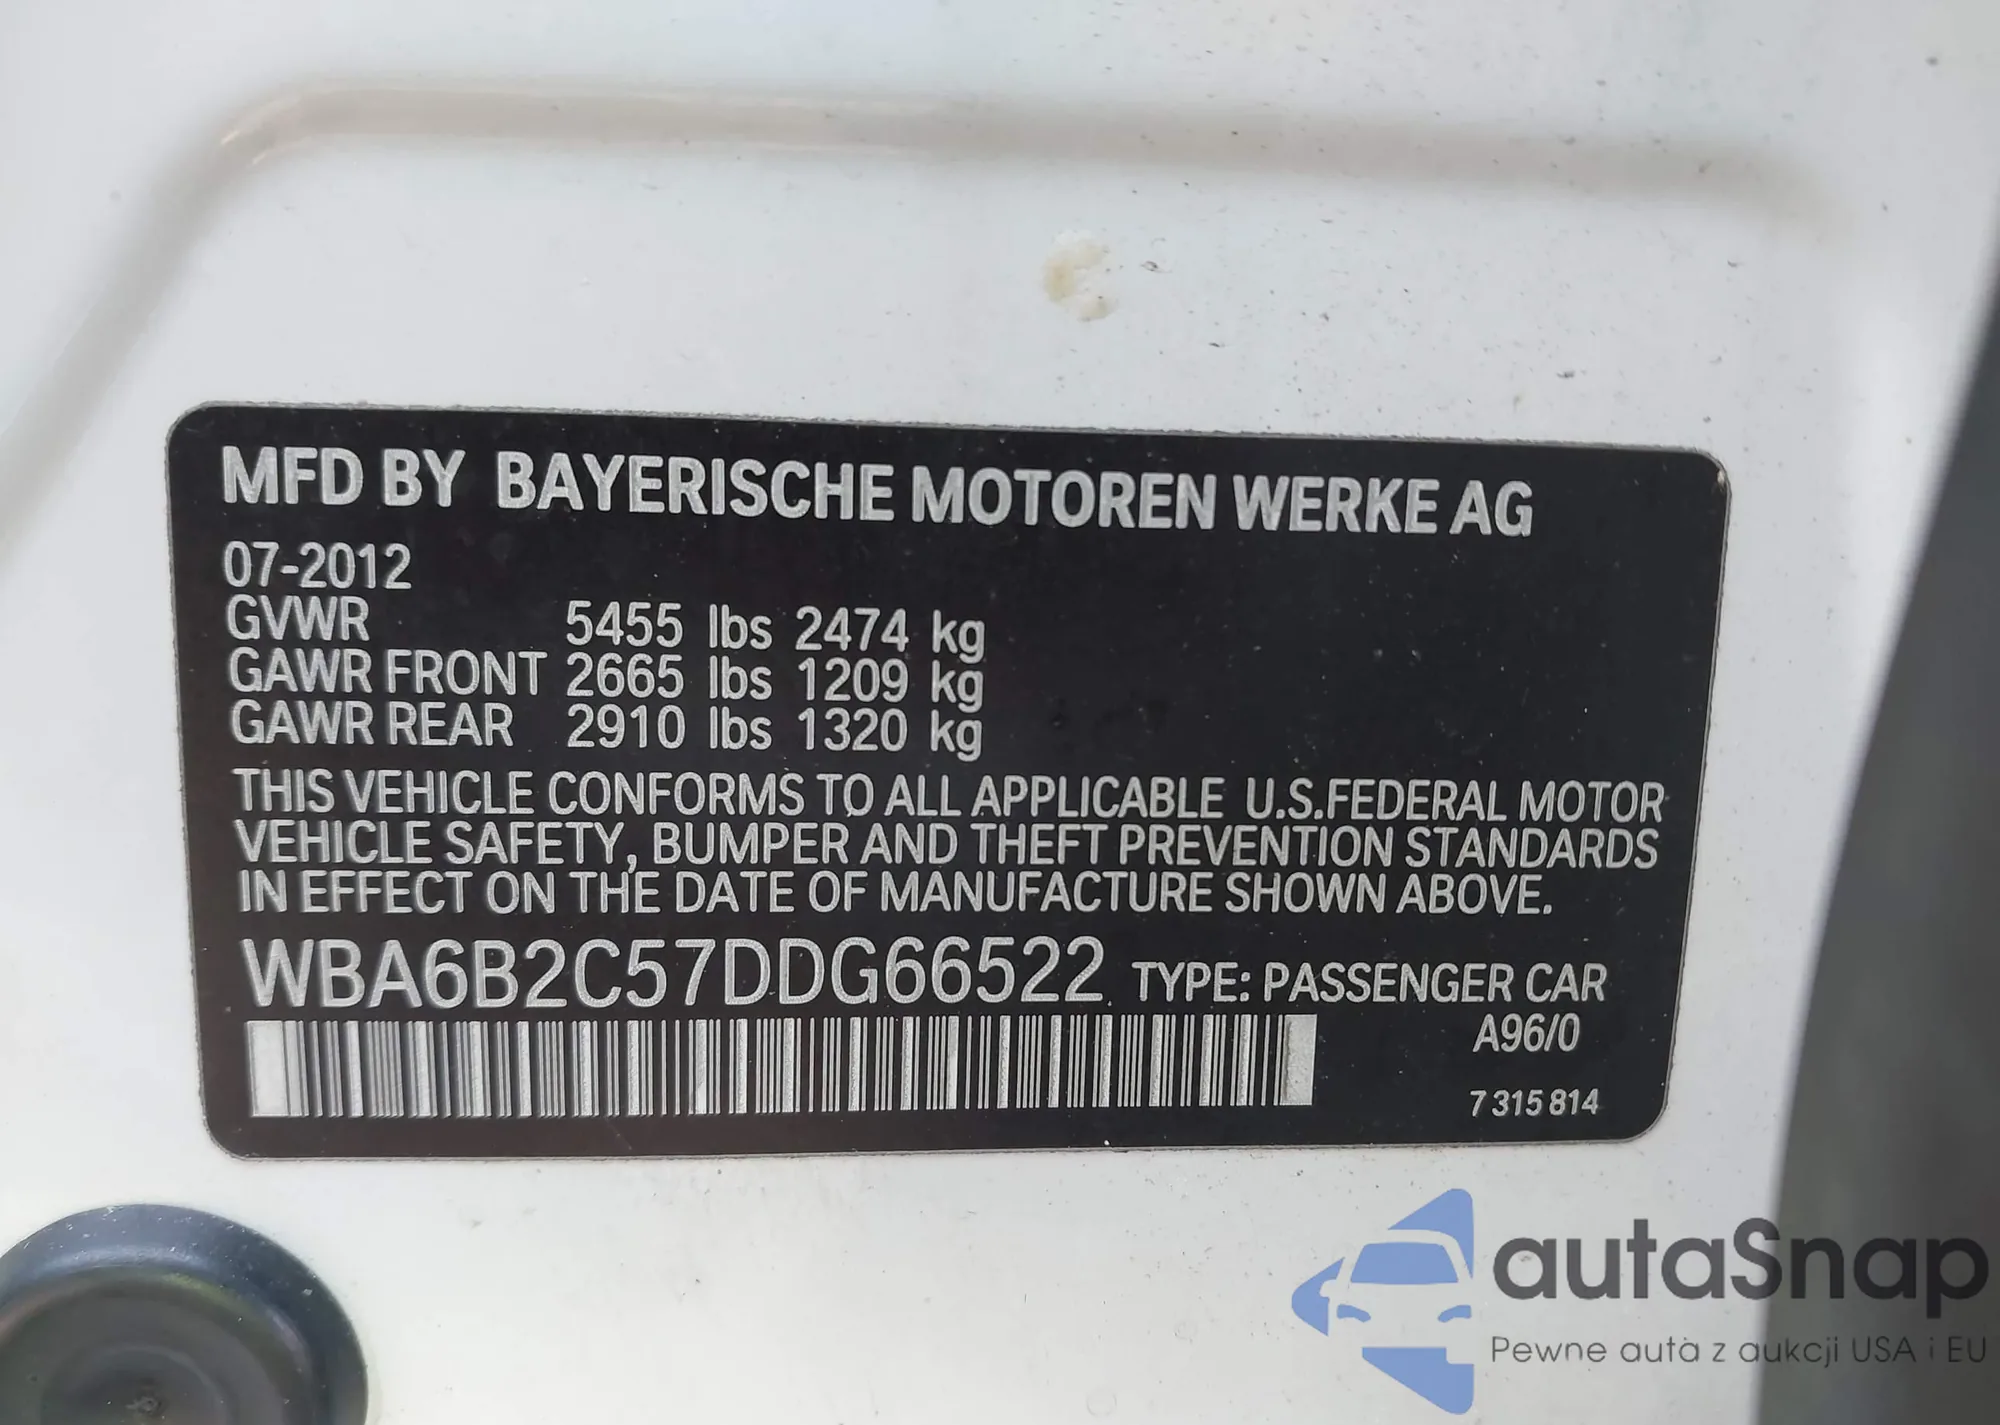 MFD BY BAYERISCHE MOTOREN WERKE AG
07-2012
GVWR 5455 lbs 2474 kg
GAWR FRONT 2665 lbs 1209 kg
GAWR REAR 2910 lbs 1320 kg
THIS VEHICLE CONFORMS TO ALL APPLICABLE U.S.FEDERAL MOTOR
VEHICLE SAFETY, BUMPER AND THEFT PREVENTION STANDARDS
IN EFFECT ON THE DATE OF MANUFACTURE SHOWN ABOVE.
WBA6B2C57DDG66522 TYPE: PASSENGER CAR
A96/0
7 315 814
autaSnap
Pewne auta z aukcji USA i EU